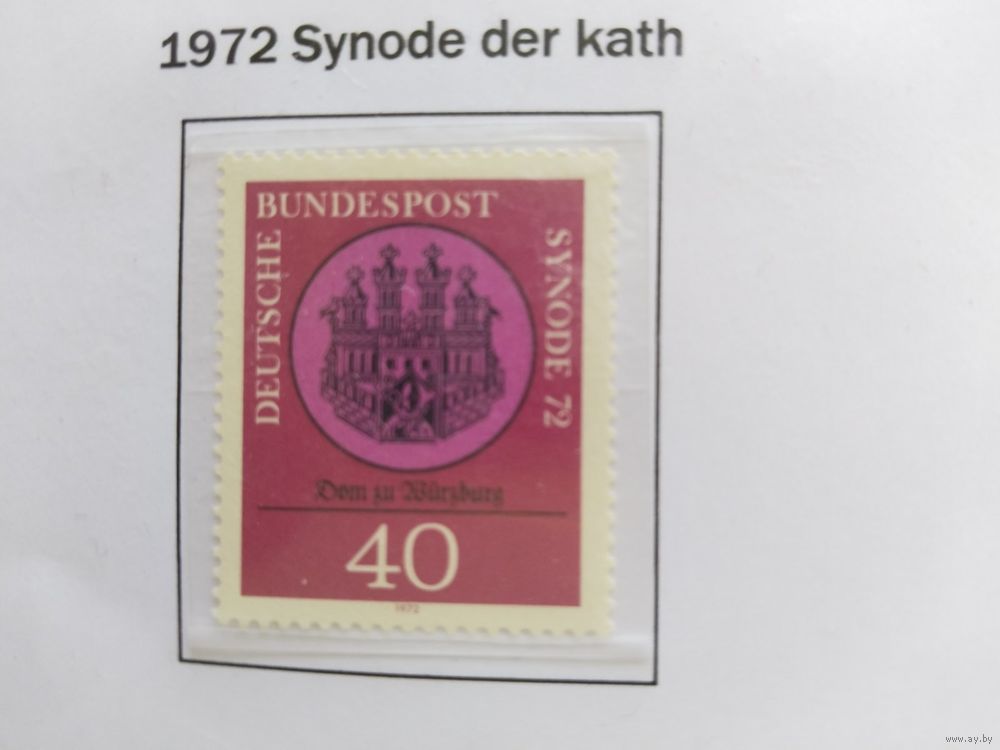 1972 Synode der kath
DEUTSCHE
BUNDESPOST
SYNODE 72
Dom zu Würzburg
40
1972
www.ay.by